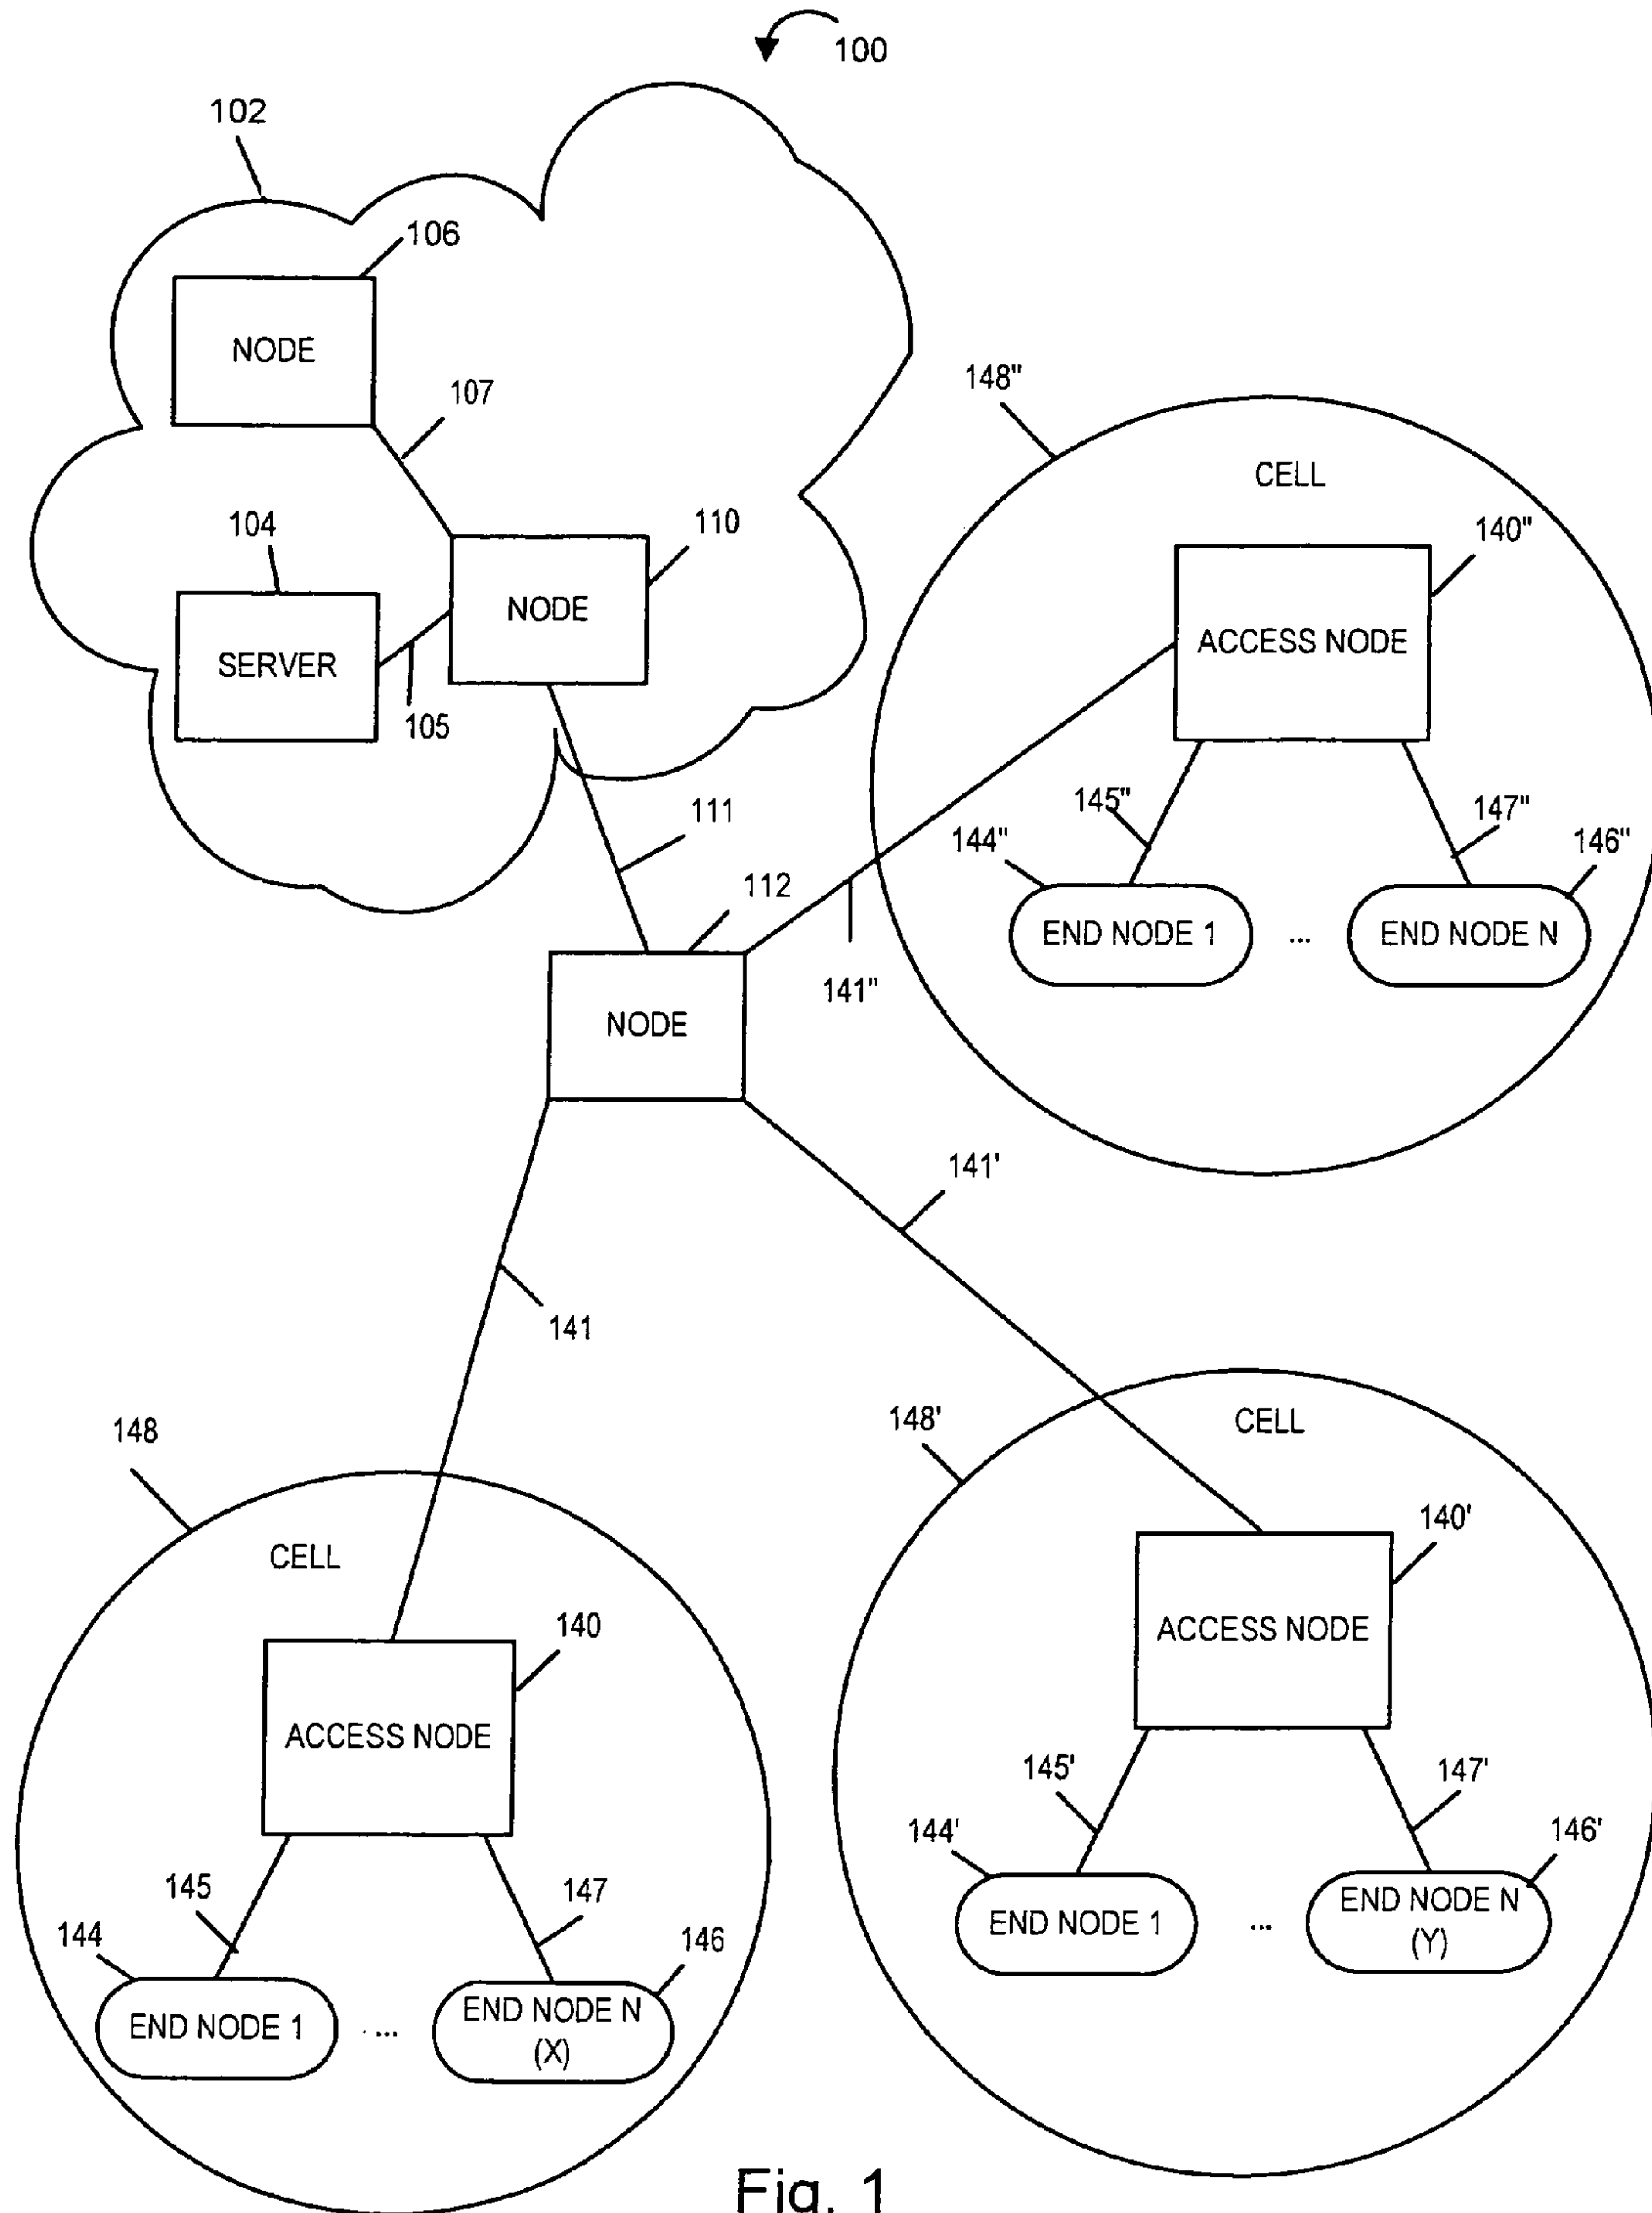 100
102
106
NODE
107
104
110
NODE
SERVER
105
148"
CELL
140"
ACCESS NODE
111
145"
147"
144"
146"
112
END NODE 1
...
END NODE N
141"
NODE
141'
141
148
148'
CELL
CELL
140'
140
ACCESS NODE
ACCESS NODE
145'
147'
144'
146'
145
147
END NODE 1
...
END NODE N
(Y)
144
146
END NODE 1
...
END NODE N
(X)
Fig. 1